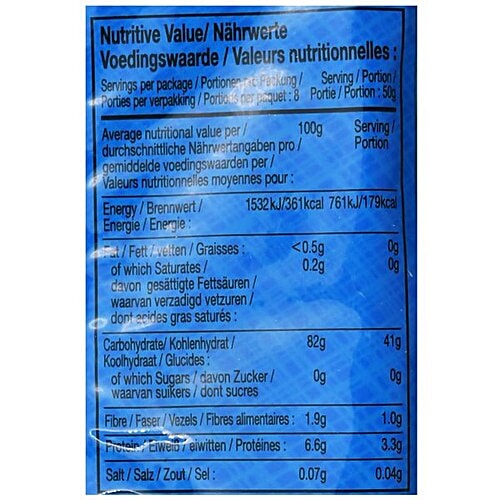 Nutritive Value/ Nährwerte
Voedingswaarde / Valeurs nutritionnelles :
Servings per package / Portionen pro Packung / Serving / Portion /
Porties per verpakking / Portions par paquet : 8 Portie / Portion : 50g
Average nutritional value per / 100g Serving /
durchschnittliche Nährwertangaben pro / Portion
gemiddelde voedingswaarden per /
Valeurs nutritionnelles moyennes pour :
Energy / Brennwert / 1532kJ/361kcal 761kJ/179kcal
Energie / Energie :
Fat / Fett / vetten / Graisses : <0.5g 0g
of which Saturates / 0.2g 0g
davon gesättigte Fettsäuren /
waarvan verzadigd vetzuren /
dont acides gras saturés :
Carbohydrate/ Kohlenhydrat / 82g 41g
Koolhydraat / Glucides :
of which Sugars / davon Zucker / 0g 0g
waarvan suikers / dont sucres
Fibre / Faser / Vezels / Fibres alimentaires : 1.9g 1.0g
Protein / Eiweiß / eiwitten / Protéines : 6.6g 3.3g
Salt / Salz / Zout / Sel : 0.07g 0.04g